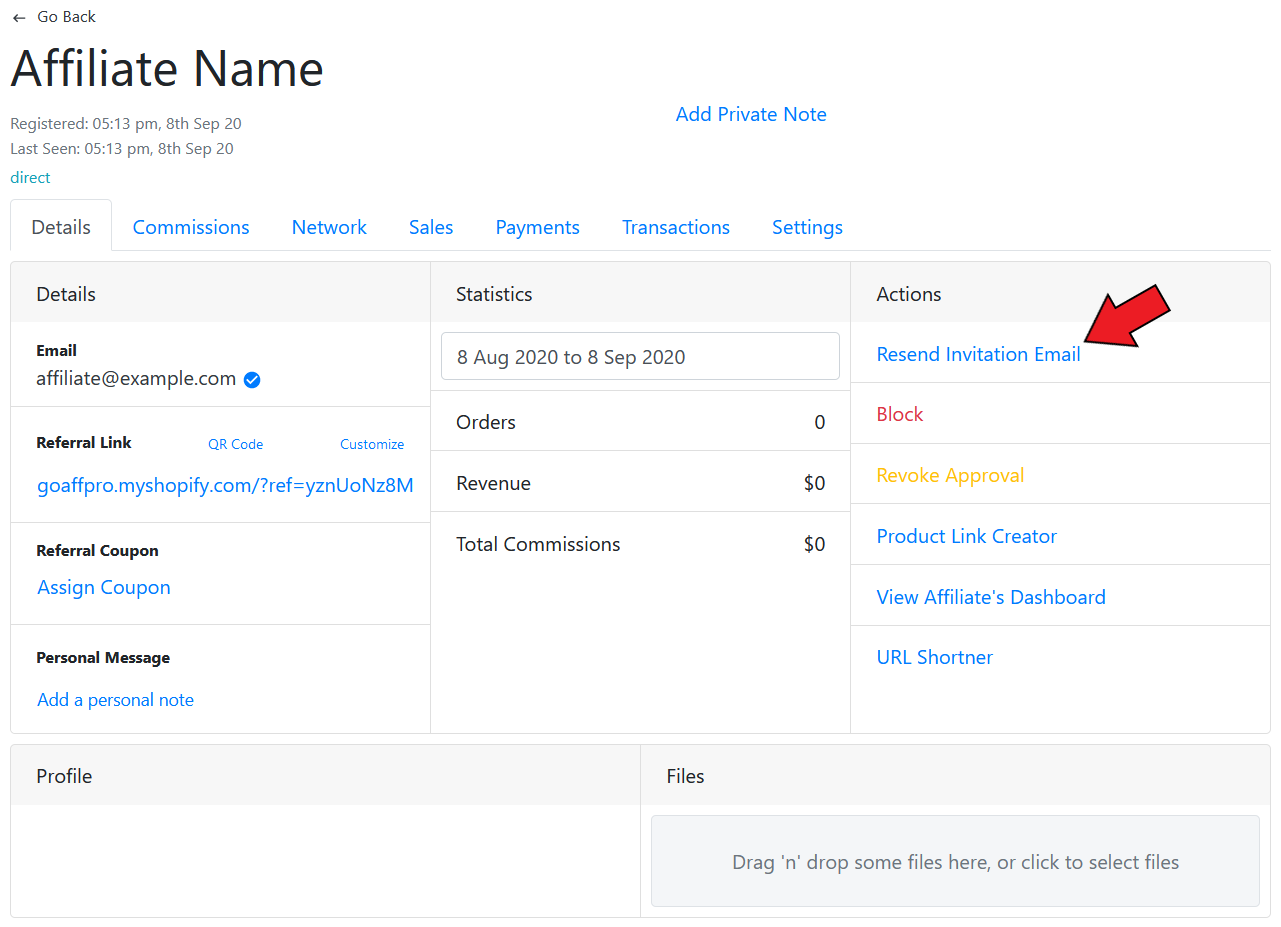 ← Go Back
Affiliate Name
Registered: 05:13 pm, 8th Sep 20
Add Private Note
Last Seen: 05:13 pm, 8th Sep 20
direct
Details Commissions Network Sales Payments Transactions Settings
Details
Email
affiliate@example.com
Referral Link QR Code Customize
goaffpro.myshopify.com/?ref=yznUoNz8M
Referral Coupon
Assign Coupon
Personal Message
Add a personal note
Statistics
8 Aug 2020 to 8 Sep 2020
Orders 0
Revenue $0
Total Commissions $0
Actions
Resend Invitation Email
Block
Revoke Approval
Product Link Creator
View Affiliate's Dashboard
URL Shortner
Profile
Files
Drag 'n' drop some files here, or click to select files